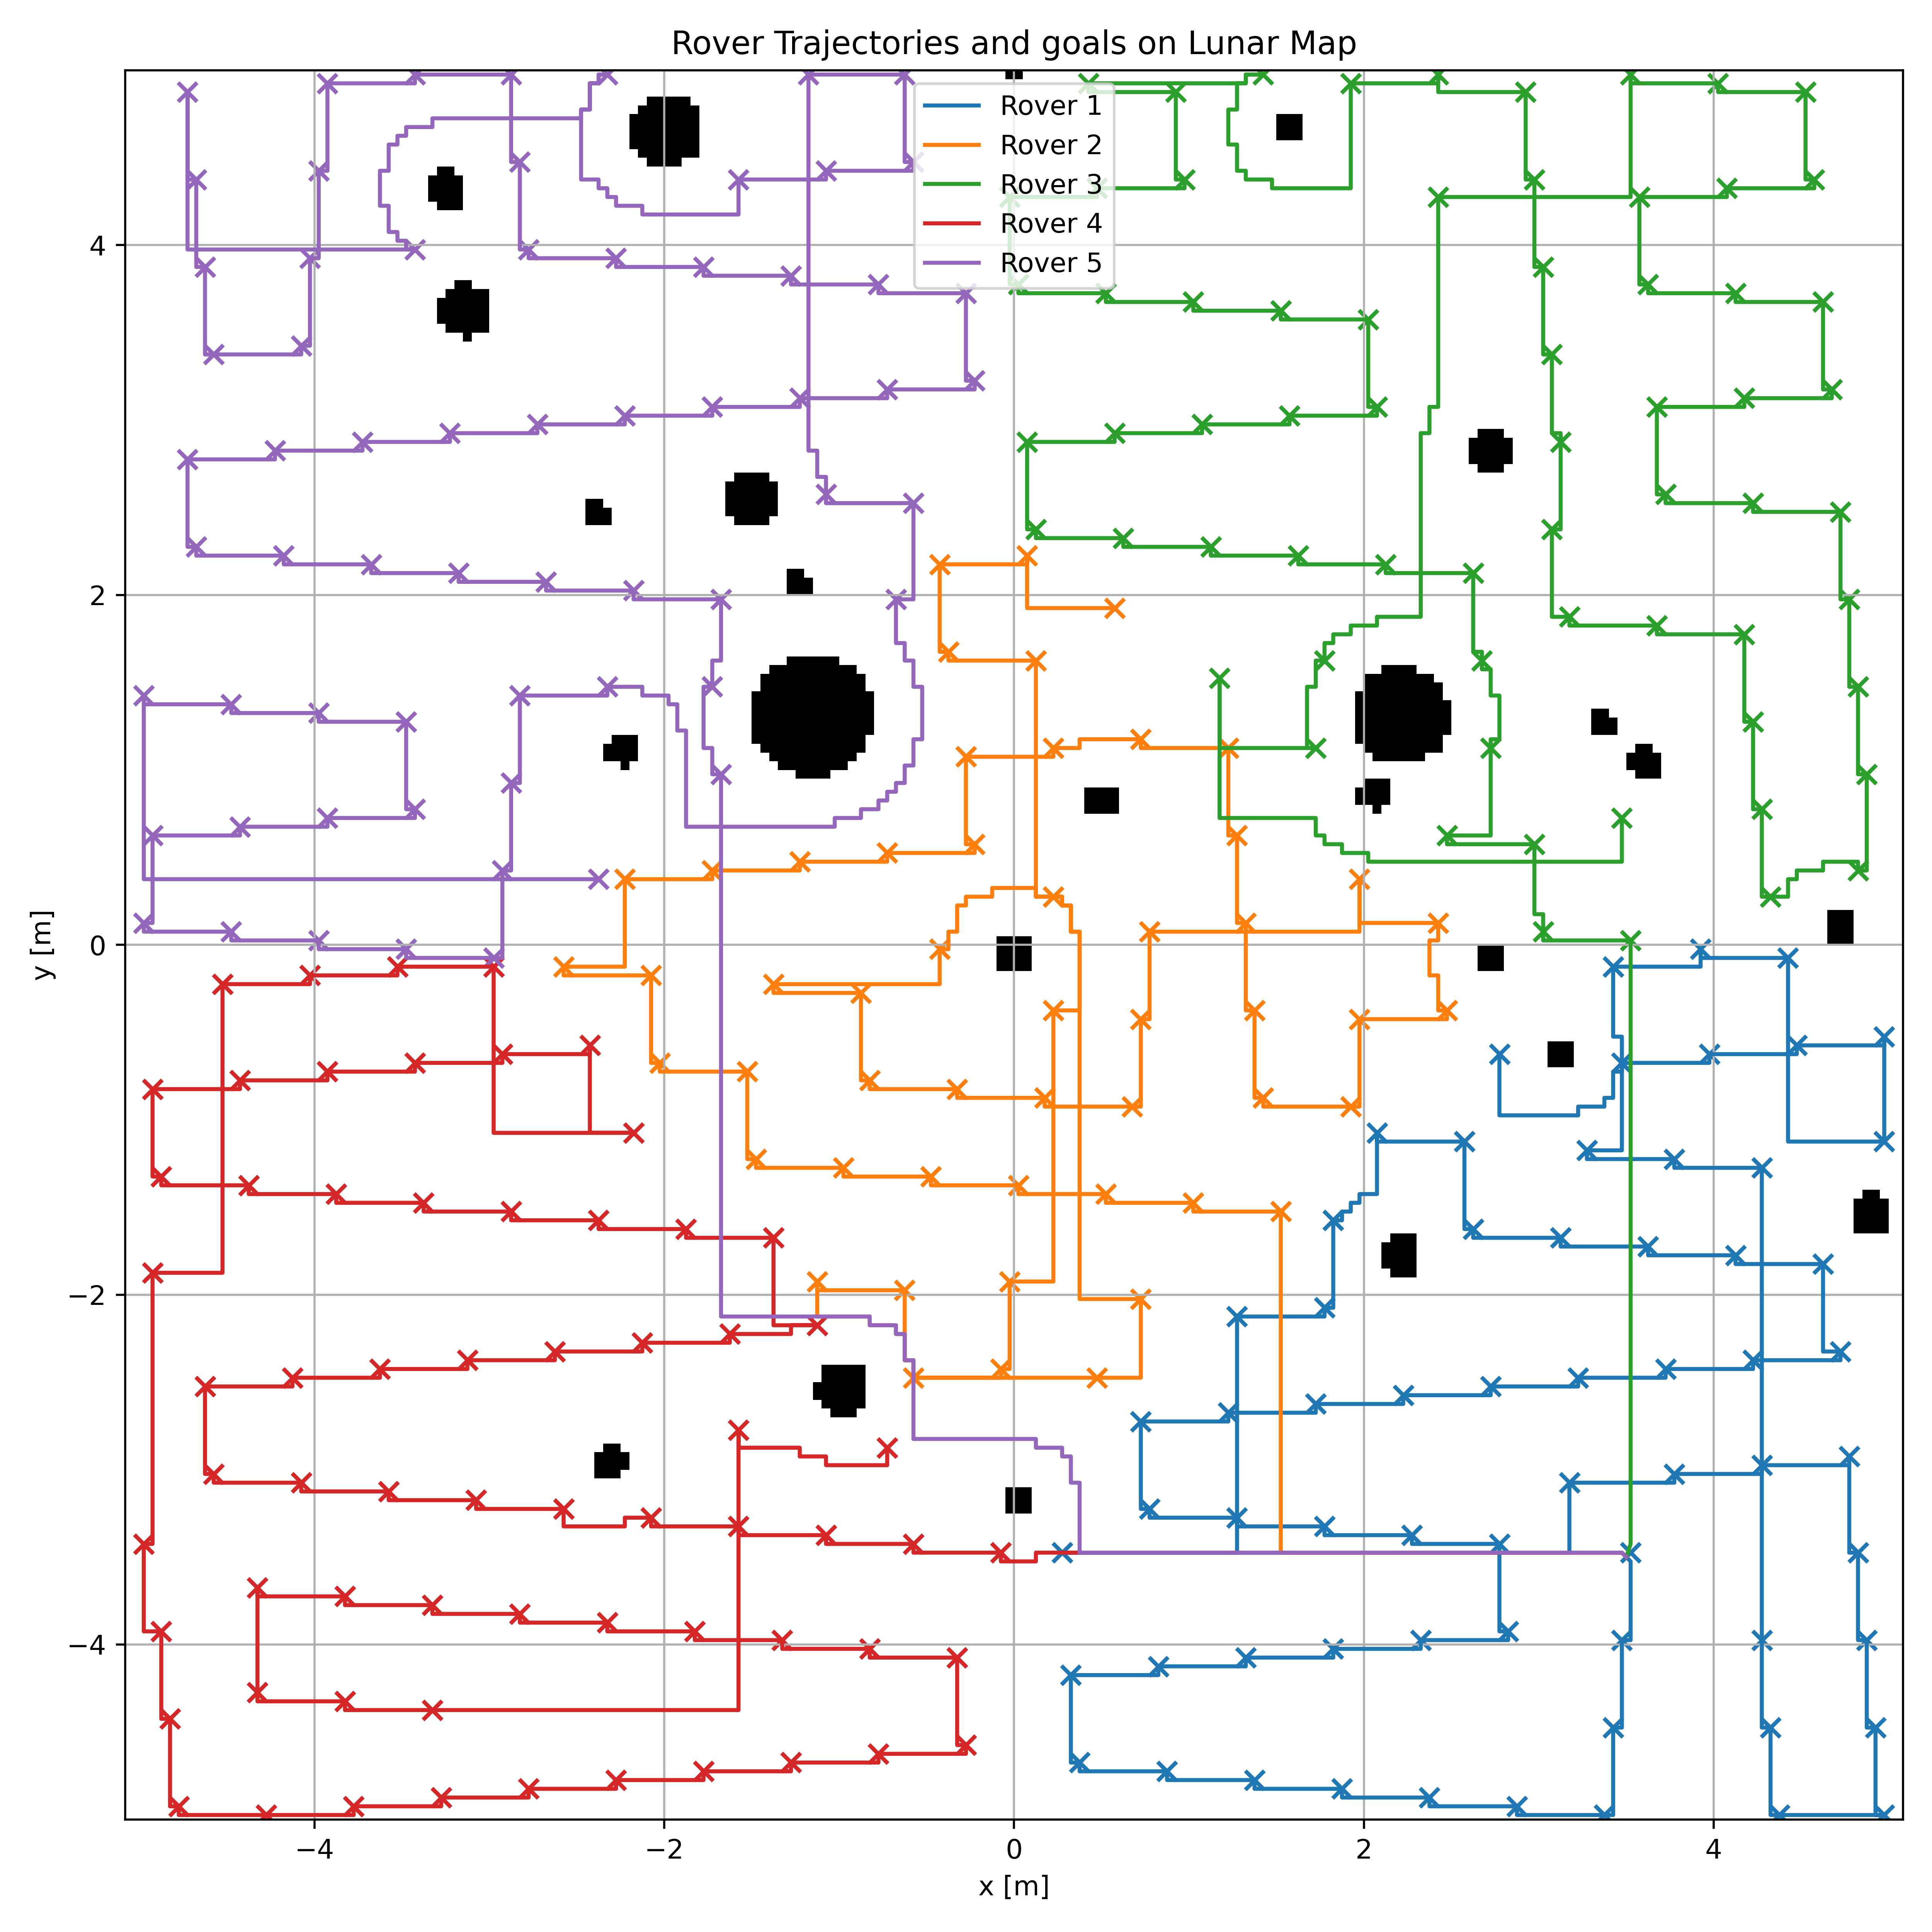 Rover Trajectories and goals on Lunar Map
Rover 1
Rover 2
Rover 3
Rover 4
Rover 5
4
2
0
−2
−4
y [m]
−4 −2 0 2 4
x [m]